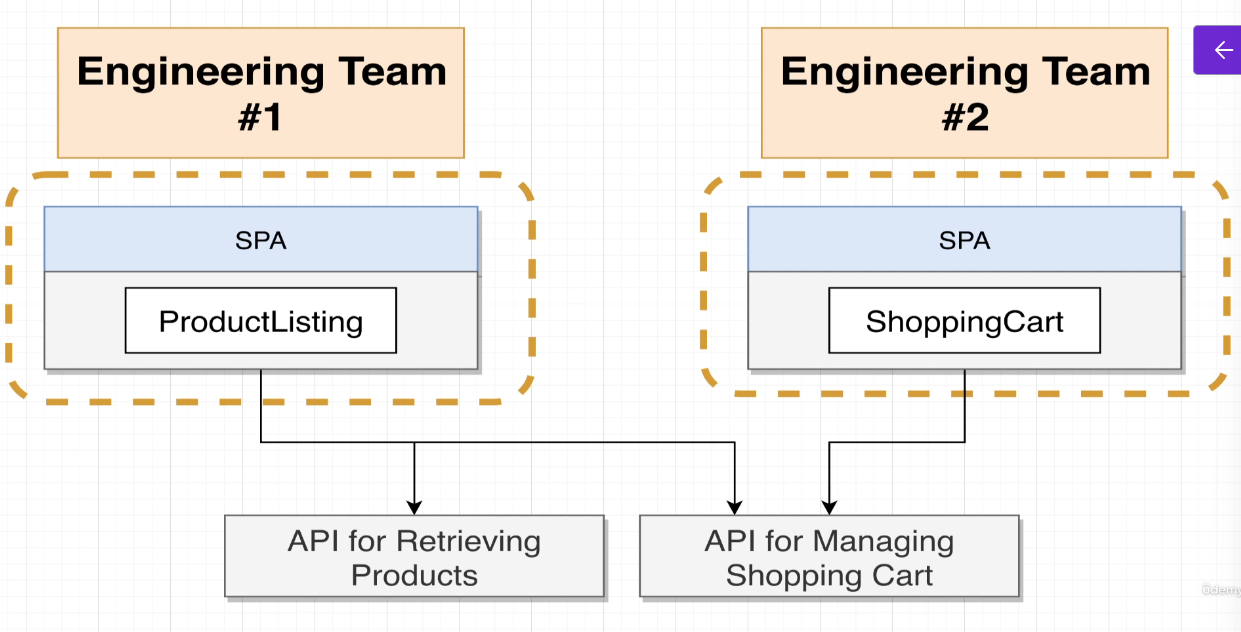 Engineering Team
#1
Engineering Team
#2
SPA
ProductListing
SPA
ShoppingCart
API for Retrieving
Products
API for Managing
Shopping Cart
ûdemy